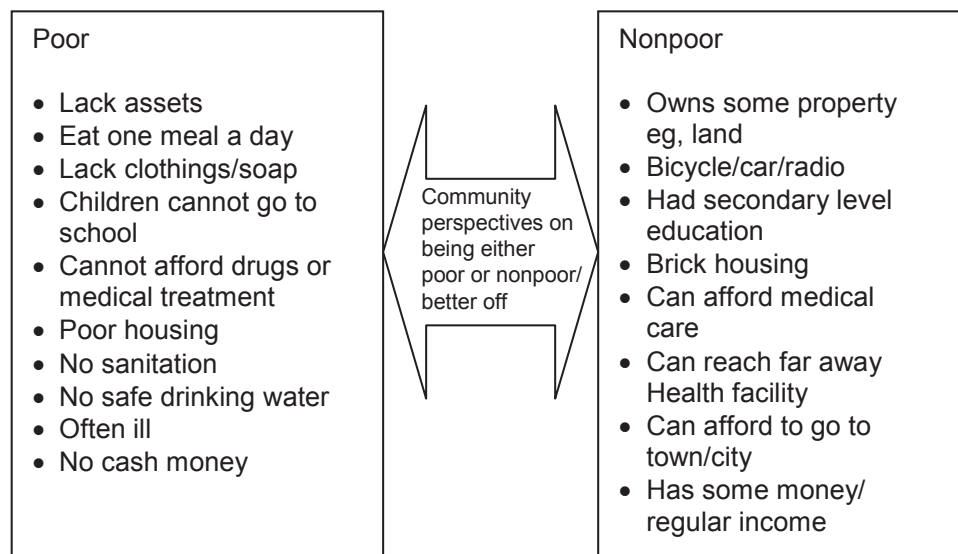 Poor
• Lack assets
• Eat one meal a day
• Lack clothings/soap
• Children cannot go to
school
• Cannot afford drugs or
medical treatment
• Poor housing
• No sanitation
• No safe drinking water
• Often ill
• No cash money
Community
perspectives on
being either
poor or nonpoor/
better off
Nonpoor
• Owns some property
eg, land
• Bicycle/car/radio
• Had secondary level
education
• Brick housing
• Can afford medical
care
• Can reach far away
Health facility
• Can afford to go to
town/city
• Has some money/
regular income